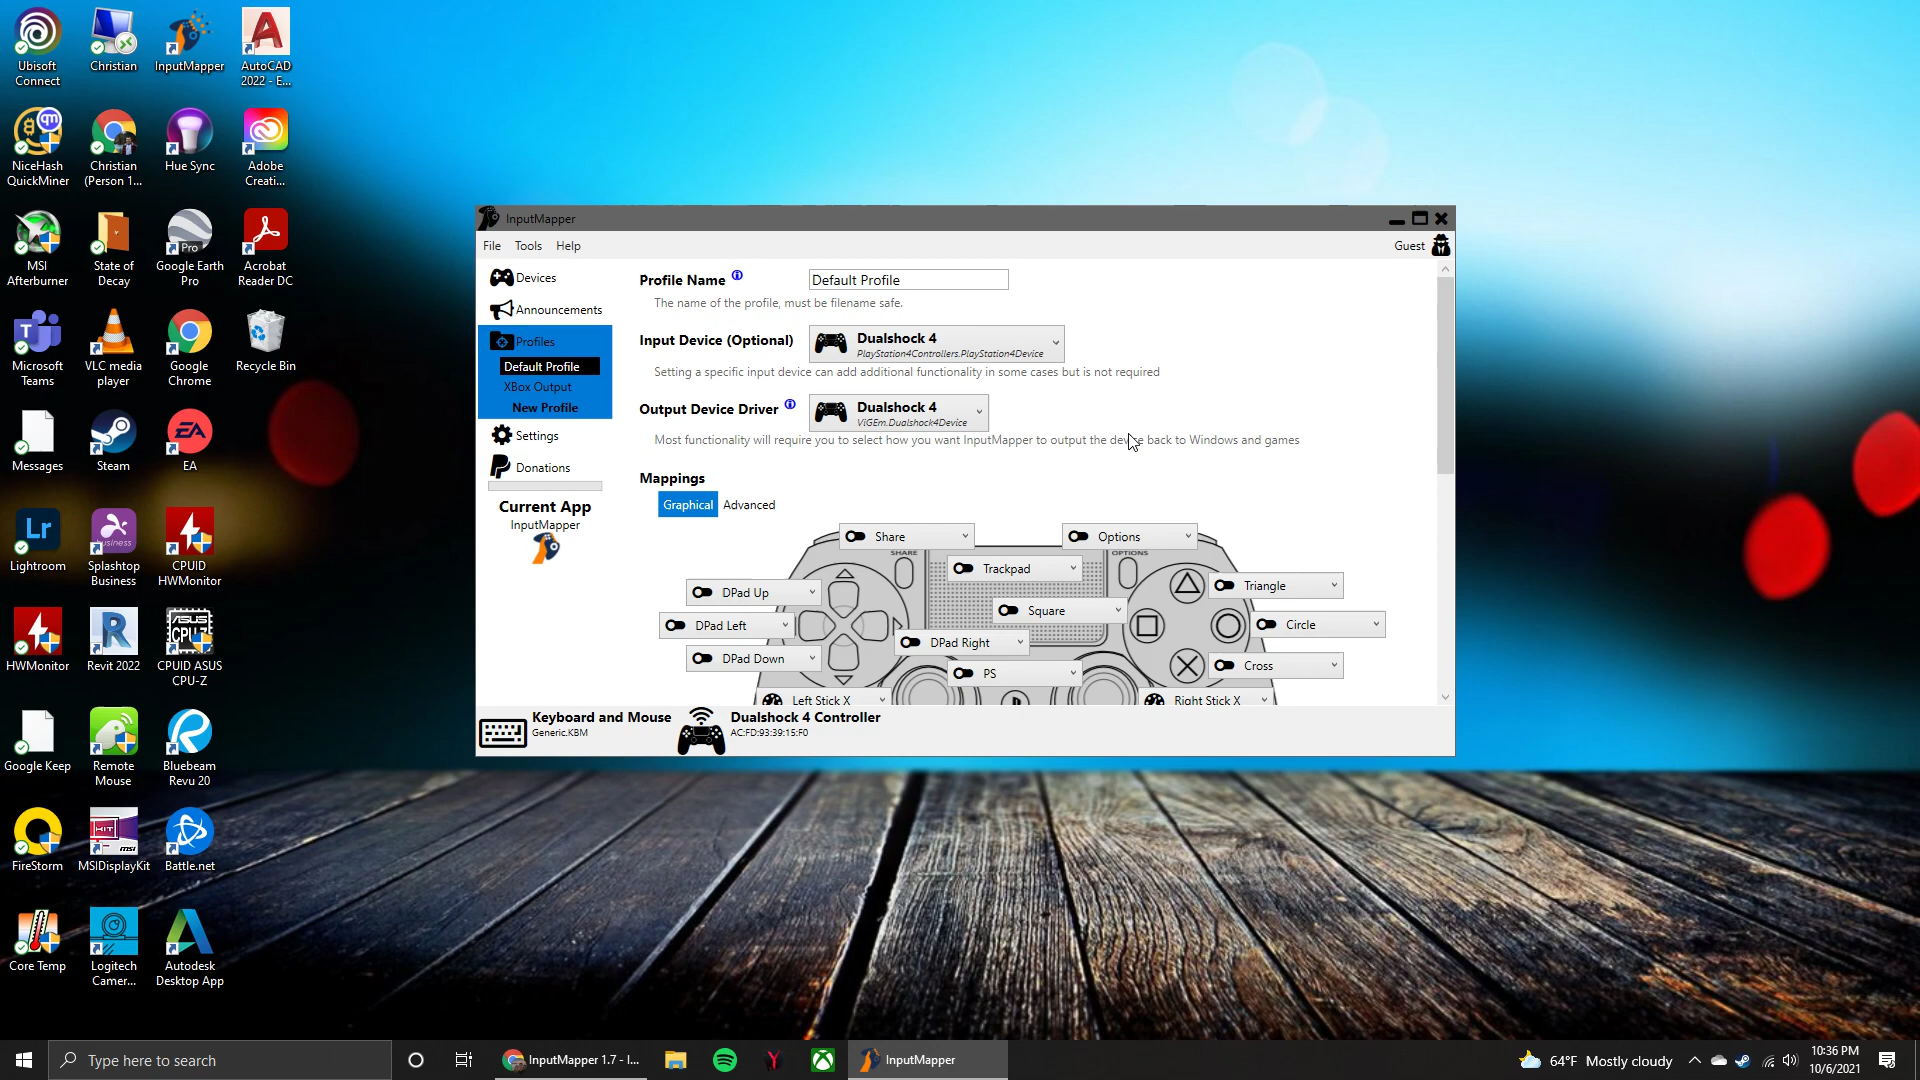 Ubisoft
Connect
Christian
InputMapper
AutoCAD
2022 - E...
NiceHash
QuickMiner
Christian
(Person 1...
Hue Sync
Adobe
Creati...
MSI
Afterburner
State of
Decay
Pro
Google Earth
Pro
Acrobat
Reader DC
Microsoft
Teams
VLC media
player
Google
Chrome
Recycle Bin
Messages
Steam
EA
EA
Lr
Lightroom
business
Splashtop
Business
CPUID
HWMonitor
HWMonitor
R
Revit 2022
ASUS
CPU-Z
CPUID ASUS
CPU-Z
Google Keep
Remote
Mouse
Bluebeam
Revu 20
FireStorm
KIT
msi
MSIDisplayKit
Battle.net
Core Temp
Logitech
Camer...
Autodesk
Desktop App
InputMapper
File Tools Help
Guest
Devices
Announcements
Profiles
Default Profile
XBox Output
New Profile
Settings
Donations
Current App
InputMapper
Profile Name
Default Profile
The name of the profile, must be filename safe.
Input Device (Optional)
Dualshock 4
PlayStation4Controllers.PlayStation4Device
Setting a specific input device can add additional functionality in some cases but is not required
Output Device Driver
Dualshock 4
ViGEm.Dualshock4Device
Most functionality will require you to select how you want InputMapper to output the device back to Windows and games
Mappings
Graphical Advanced
Share
Options
SHARE
OPTIONS
Trackpad
DPad Up
Triangle
Square
DPad Left
Circle
DPad Right
DPad Down
Cross
PS
Left Stick X
Right Stick X
Keyboard and Mouse
Generic.KBM
Dualshock 4 Controller
AC:FD:93:39:15:F0
Type here to search
InputMapper 1.7 - I...
InputMapper
64°F Mostly cloudy
10:36 PM
10/6/2021